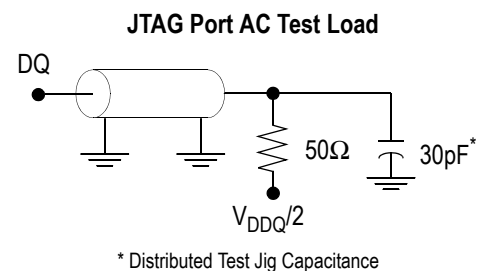 JTAG Port AC Test Load
DQ
50Ω
30pF*
VDDQ/2
* Distributed Test Jig Capacitance